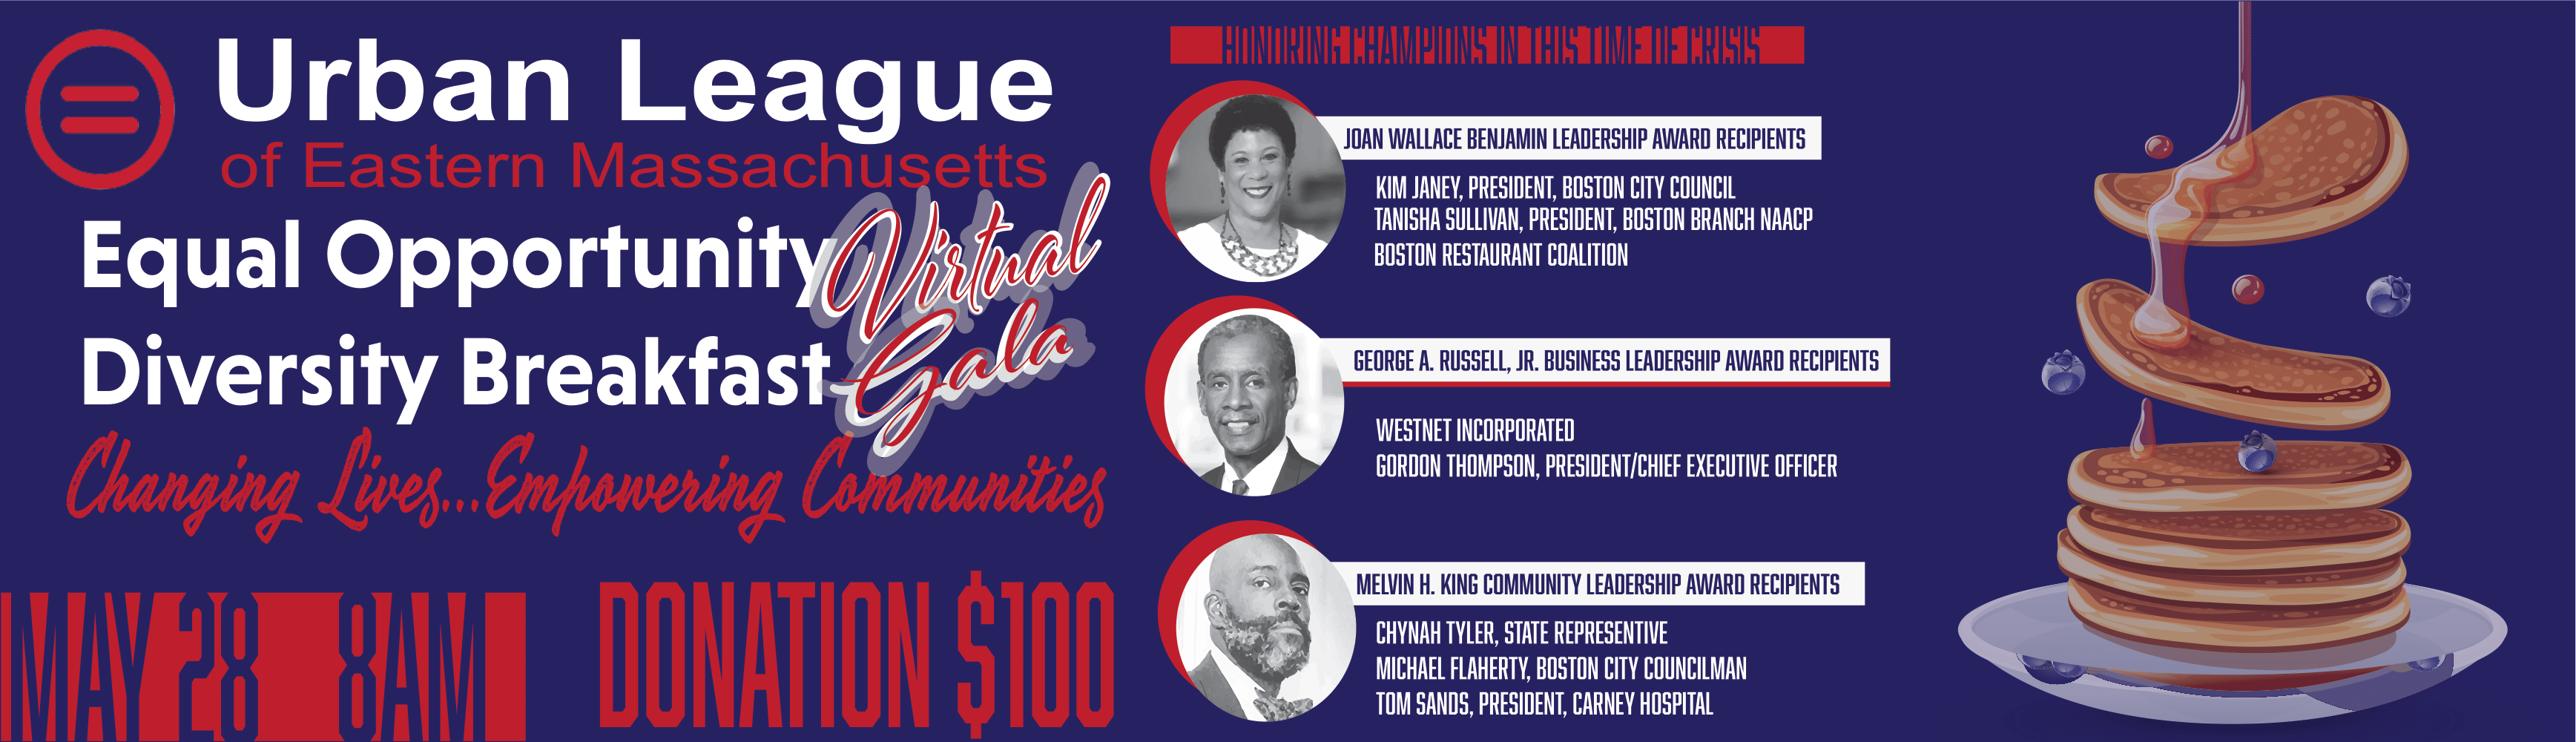 Urban League
of Eastern Massachusetts
Equal Opportunity
Diversity Breakfast
Virtual
Gala
Changing Lives...Empowering Communities
MAY 28 8AM
DONATION $100
HONORING CHAMPIONS IN THIS TIME OF CRISIS
JOAN WALLACE BENJAMIN LEADERSHIP AWARD RECIPIENTS
KIM JANEY, PRESIDENT, BOSTON CITY COUNCIL
TANISHA SULLIVAN, PRESIDENT, BOSTON BRANCH NAACP
BOSTON RESTAURANT COALITION
GEORGE A. RUSSELL, JR. BUSINESS LEADERSHIP AWARD RECIPIENTS
WESTNET INCORPORATED
GORDON THOMPSON, PRESIDENT/CHIEF EXECUTIVE OFFICER
MELVIN H. KING COMMUNITY LEADERSHIP AWARD RECIPIENTS
CHYNAH TYLER, STATE REPRESENTIVE
MICHAEL FLAHERTY, BOSTON CITY COUNCILMAN
TOM SANDS, PRESIDENT, CARNEY HOSPITAL